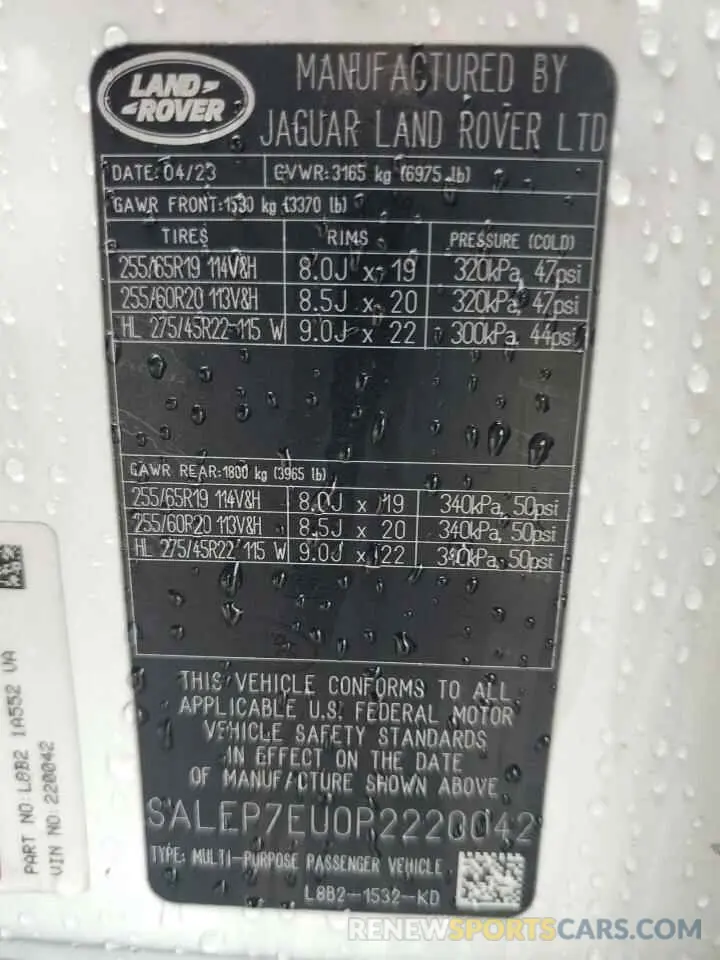 LAND-
-ROVER
MANUFACTURED BY
JAGUAR LAND ROVER LTD
DATE: 04/23 GVWR: 3165 kg (6975 lb)
GAWR FRONT: 1530 kg (3370 lb)
TIRES RIMS PRESSURE (COLD)
255/65R19 114V&H 8.0J x 19 320kPa, 47psi
255/60R20 113V&H 8.5J x 20 320kPa, 47psi
HL 275/45R22 115 W 9.0J x 22 300kPa, 44psi
GAWR REAR: 1800 kg (3965 lb)
255/65R19 114V&H 8.0J x 19 340kPa, 50psi
255/60R20 113V&H 8.5J x 20 340kPa, 50psi
HL 275/45R22 115 W 9.0J x 22 340kPa, 50psi
THIS VEHICLE CONFORMS TO ALL
APPLICABLE U.S. FEDERAL MOTOR
VEHICLE SAFETY STANDARDS
IN EFFECT ON THE DATE
OF MANUFACTURE SHOWN ABOVE
SALEP7EU0P2220042
TYPE: MULTI-PURPOSE PASSENGER VEHICLE
L8B2-1532-KD
PART NO: L8B2 1A552 VA
VIN NO: 220042
RENEWSPORTSCARS.COM